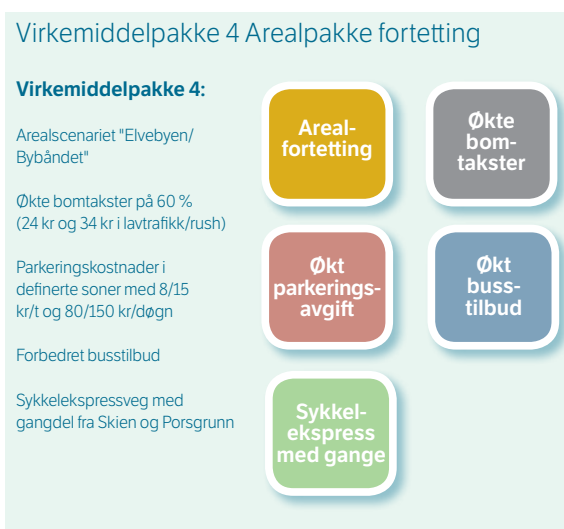 Virkemiddelpakke 4 Arealpakke fortetting
Virkemiddelpakke 4:
Arealscenariet "Elvebyen/
Bybåndet"
Økte bomtakster på 60 %
(24 kr og 34 kr i lavtrafikk/rush)
Parkeringskostnader i
definerte soner med 8/15
kr/t og 80/150 kr/døgn
Forbedret busstilbud
Sykkelekspressveg med
gangdel fra Skien og Porsgrunn
Areal-
fortetting
Økte
bom-
takster
Økt
parkerings-
avgift
Økt
buss-
tilbud
Sykkel-
ekspress
med gange